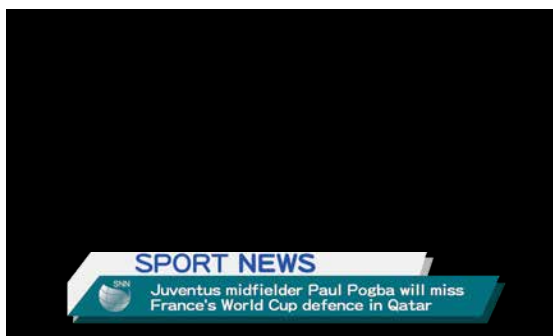 SPORT NEWS
SNN
Juventus midfielder Paul Pogba will miss
France's World Cup defence in Qatar